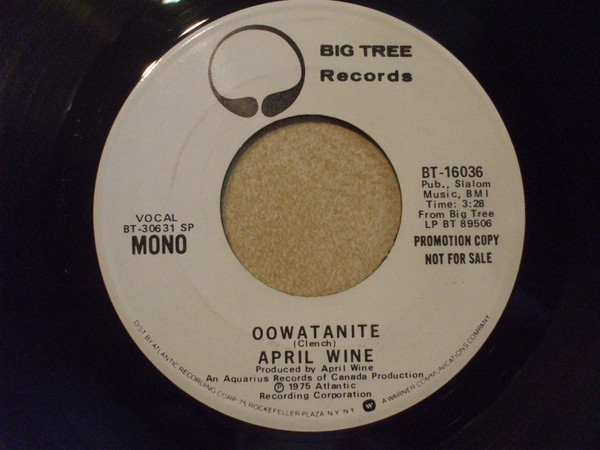 BIG TREE
Records
BT-16036
Pub., Slalom
Music, BMI
Time: 3:28
From Big Tree
LP BT 89506
PROMOTION COPY
NOT FOR SALE
VOCAL
BT-30631 SP
MONO
OOWATANITE
(Clench)
APRIL WINE
Produced by April Wine
An Aquarius Records of Canada Production
Ⓟ 1975 Atlantic
Recording Corporation
DIST BY ATLANTIC RECORDING CORP. 75 ROCKEFELLER PLAZA N.Y. N.Y. W A WARNER COMMUNICATIONS COMPANY